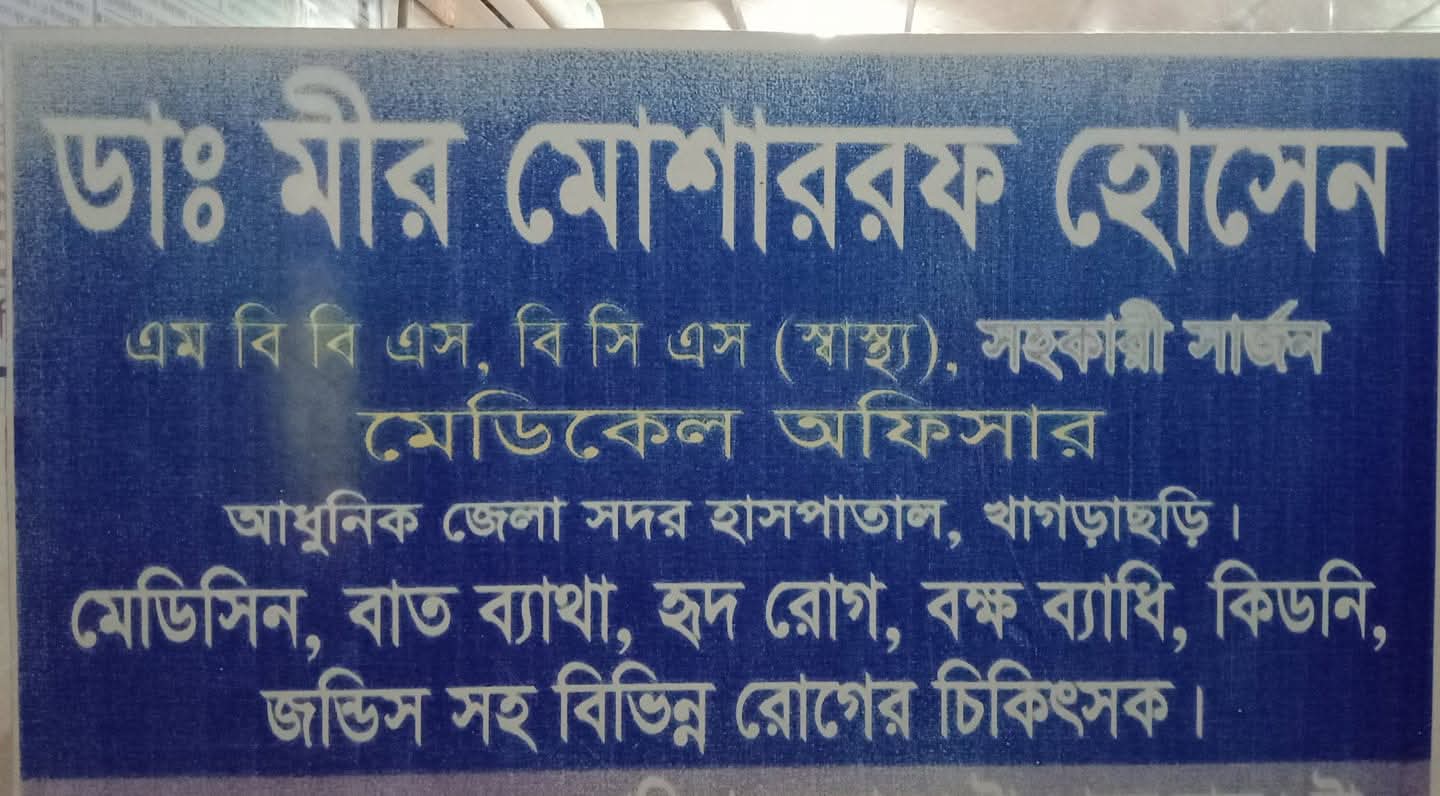 ডাঃ মীর মোশাররফ হোসেন
এম বি বি এস, বি সি এস (স্বাস্থ্য), সহকারী সার্জন
মেডিকেল অফিসার
আধুনিক জেলা সদর হাসপাতাল, খাগড়াছড়ি।
মেডিসিন, বাত ব্যাথা, হৃদ রোগ, বক্ষ ব্যাধি, কিডনি,
জন্ডিস সহ বিভিন্ন রোগের চিকিৎসক।